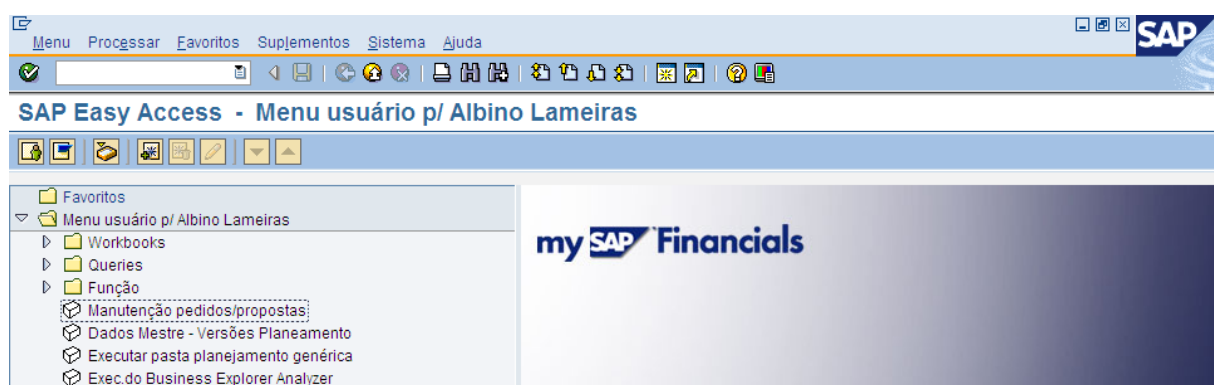 Menu Processar Favoritos Suplementos Sistema Ajuda
SAP
SAP Easy Access - Menu usuário p/ Albino Lameiras
Favoritos
Menu usuário p/ Albino Lameiras
Workbooks
Queries
Função
Manutenção pedidos/propostas
Dados Mestre - Versões Planeamento
Executar pasta planejamento genérica
Exec.do Business Explorer Analyzer
my SAP Financials